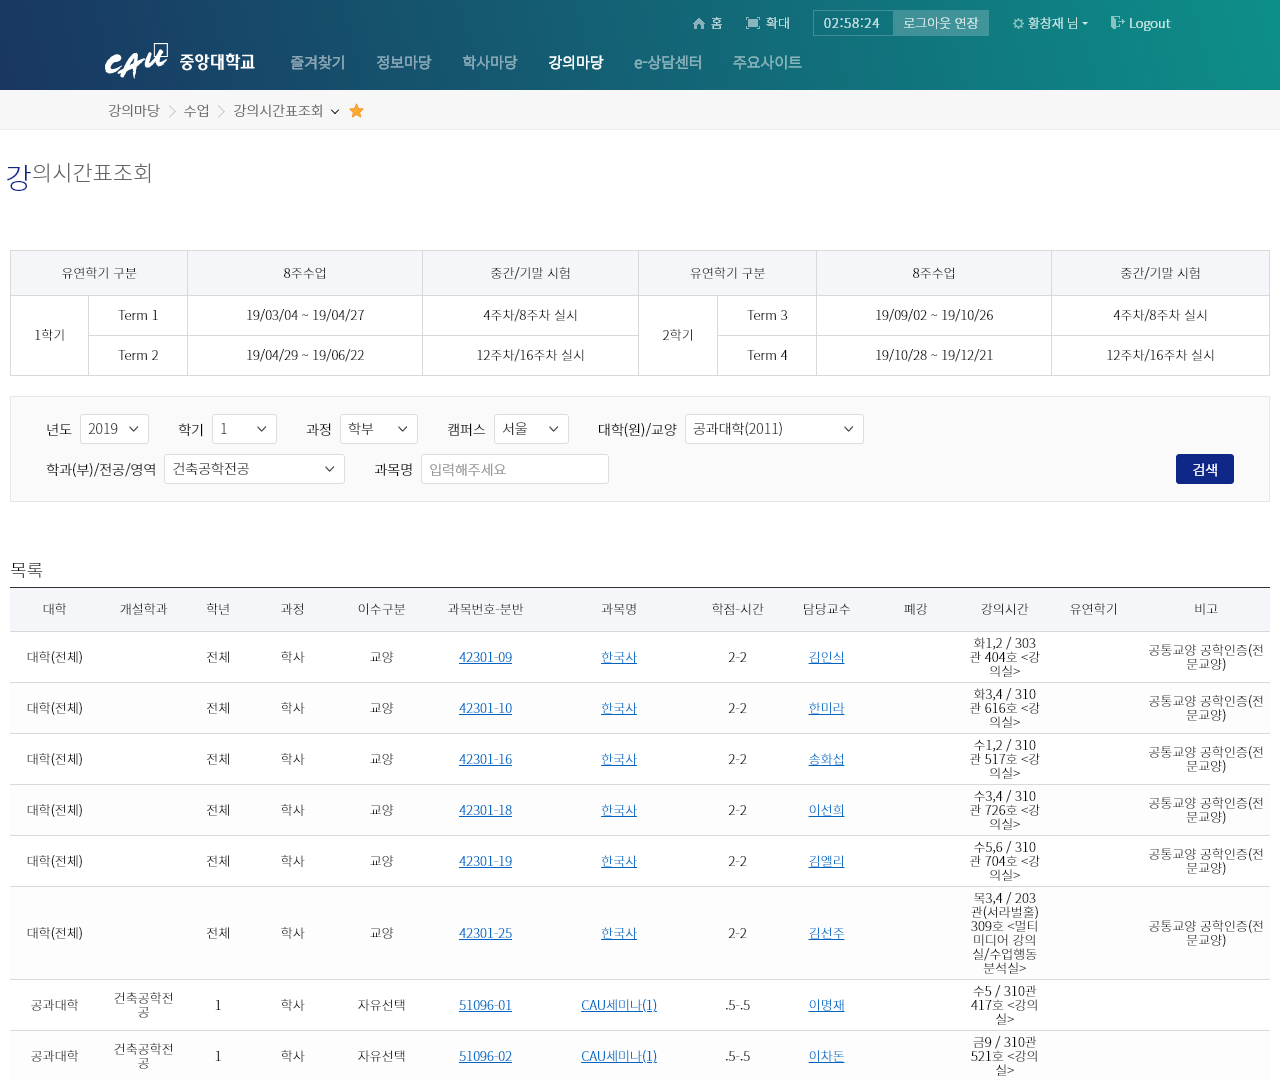 홈 확대 02:58:24 로그아웃 연장 황창재 님 Logout
CAU 중앙대학교 즐겨찾기 정보마당 학사마당 강의마당 e-상담센터 주요사이트
강의마당 수업 강의시간표조회
강의시간표조회
유연학기 구분 8주수업 중간/기말 시험 유연학기 구분 8주수업 중간/기말 시험
1학기 Term 1 19/03/04 ~ 19/04/27 4주차/8주차 실시 2학기 Term 3 19/09/02 ~ 19/10/26 4주차/8주차 실시
Term 2 19/04/29 ~ 19/06/22 12주차/16주차 실시 Term 4 19/10/28 ~ 19/12/21 12주차/16주차 실시
년도 2019 학기 1 과정 학부 캠퍼스 서울 대학(원)/교양 공과대학(2011)
학과(부)/전공/영역 건축공학전공 과목명 입력해주세요 검색
목록
대학 개설학과 학년 과정 이수구분 과목번호-분반 과목명 학점-시간 담당교수 폐강 강의시간 유연학기 비고
대학(전체) 전체 학사 교양 42301-09 한국사 2-2 김인식 화1,2 / 303
관 404호 <강
의실> 공통교양 공학인증(전
문교양)
대학(전체) 전체 학사 교양 42301-10 한국사 2-2 한미라 화3,4 / 310
관 616호 <강
의실> 공통교양 공학인증(전
문교양)
대학(전체) 전체 학사 교양 42301-16 한국사 2-2 송화섭 수1,2 / 310
관 517호 <강
의실> 공통교양 공학인증(전
문교양)
대학(전체) 전체 학사 교양 42301-18 한국사 2-2 이선희 수3,4 / 310
관 726호 <강
의실> 공통교양 공학인증(전
문교양)
대학(전체) 전체 학사 교양 42301-19 한국사 2-2 김엘리 수5,6 / 310
관 704호 <강
의실> 공통교양 공학인증(전
문교양)
대학(전체) 전체 학사 교양 42301-25 한국사 2-2 김선주 목3,4 / 203
관(서라벌홀)
309호 <멀티
미디어 강의
실/수업행동
분석실> 공통교양 공학인증(전
문교양)
공과대학 건축공학전
공 1 학사 자유선택 51096-01 CAU세미나(1) .5-.5 이명재 수5 / 310관
417호 <강의
실>
공과대학 건축공학전
공 1 학사 자유선택 51096-02 CAU세미나(1) .5-.5 이차돈 금9 / 310관
521호 <강의
실>